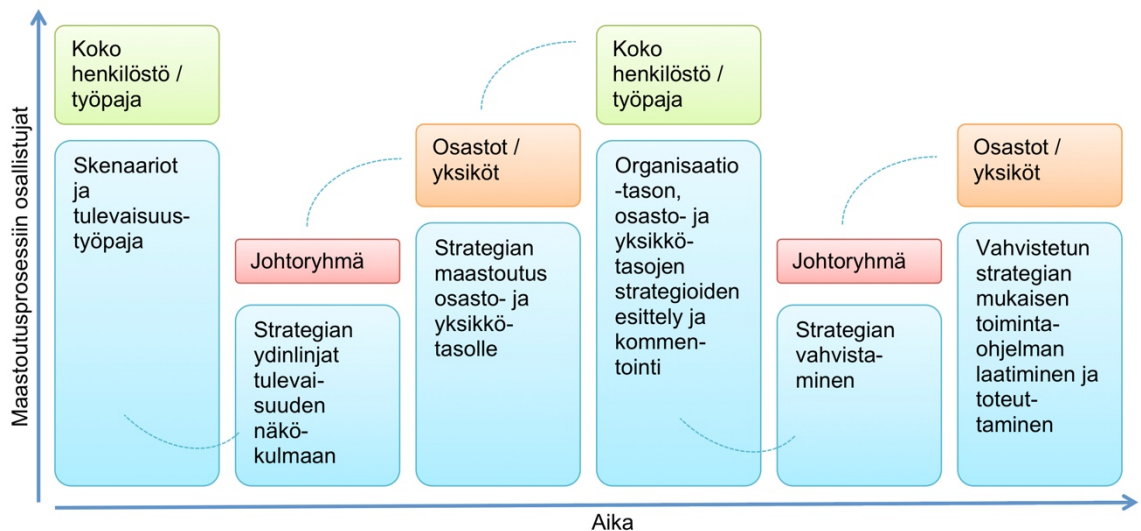 Maastoutusprosessiin osallistujat
Koko
henkilöstö /
työpaja
Skenaariot
ja
tulevaisuus-
työpaja
Johtoryhmä
Strategian
ydinlinjat
tulevai-
suuden
näkö-
kulmaan
Osastot /
yksiköt
Strategian
maastoutus
osasto- ja
yksikkö-
tasolle
Koko
henkilöstö /
työpaja
Organisaatio
-tason,
osasto- ja
yksikkö-
tasojen
strategioiden
esittely ja
kommen-
tointi
Johtoryhmä
Strategian
vahvista-
minen
Osastot /
yksiköt
Vahvistetun
strategian
mukaisen
toiminta-
ohjelman
laatiminen ja
toteut-
taminen
Aika